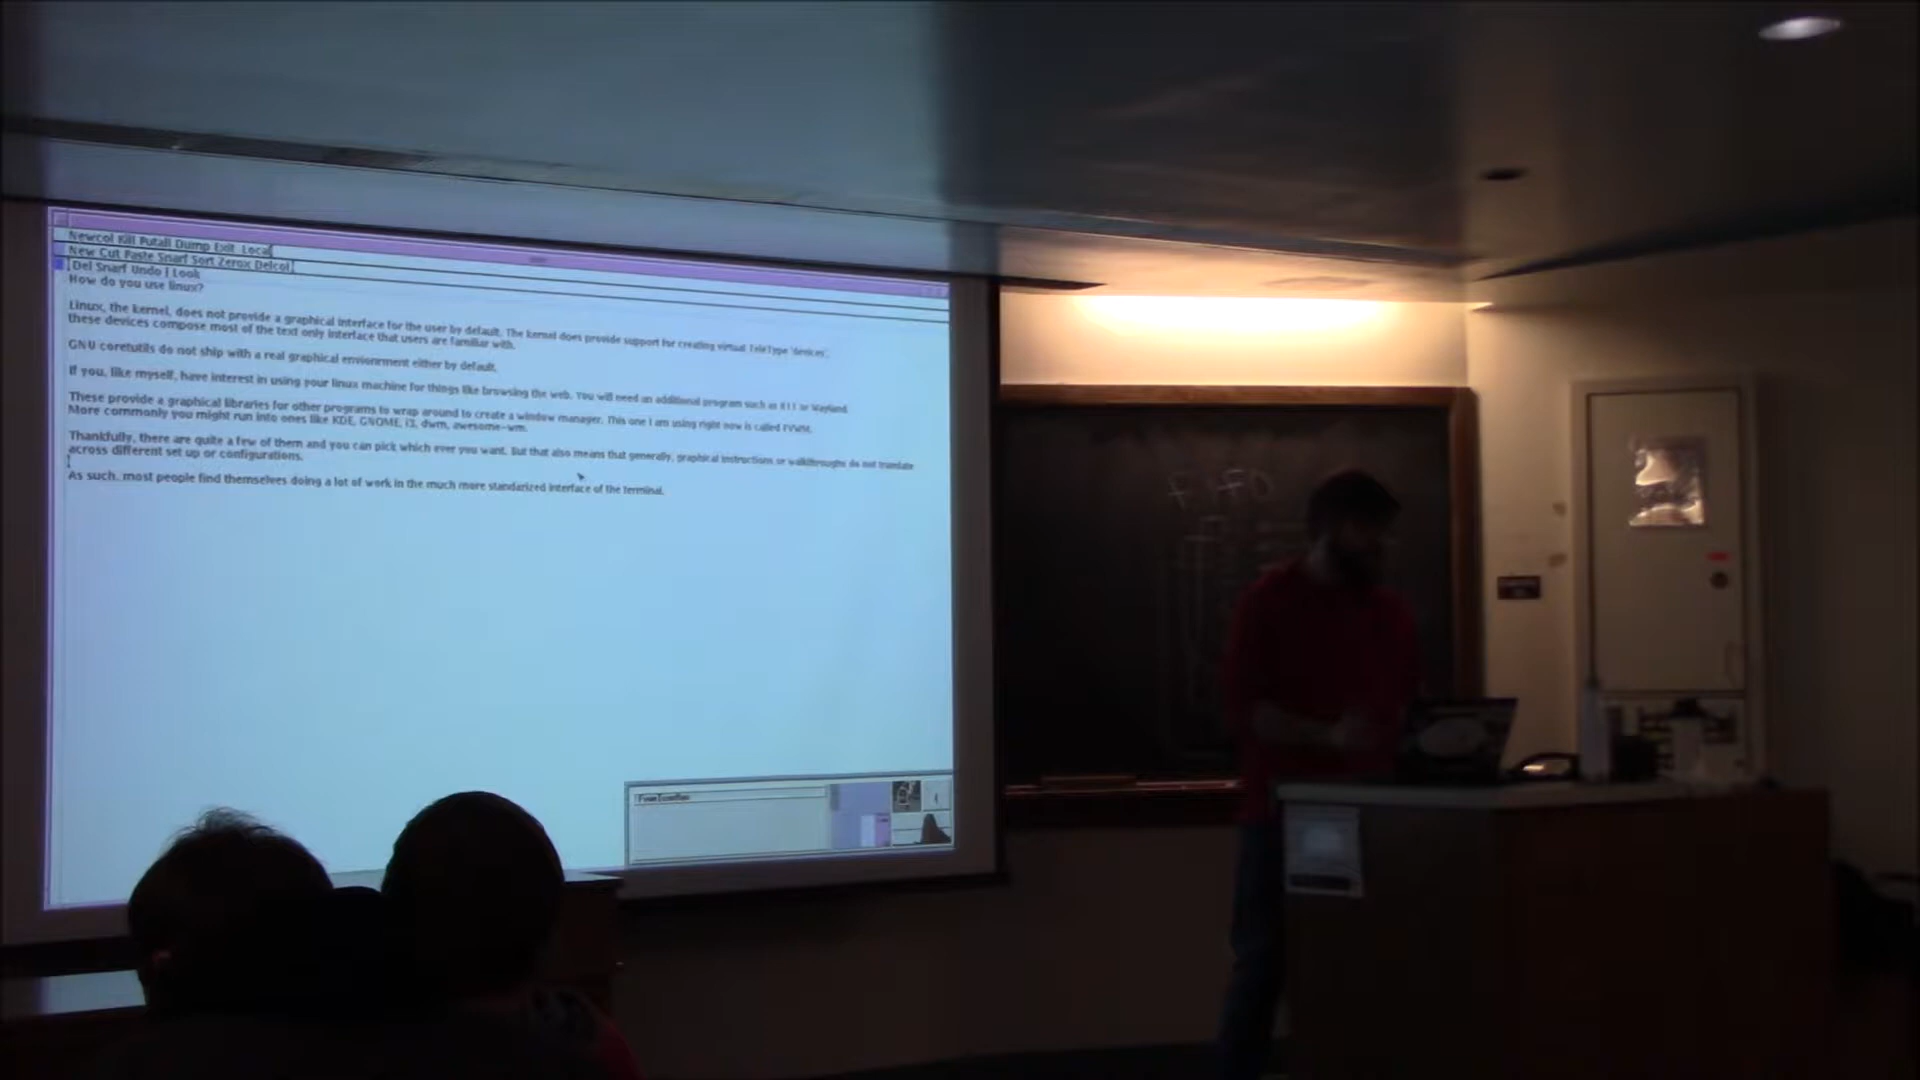 Newcol Kill Putall Dump Exit Local
New Cut Paste Snarf Sort Zerox Delcol
Del Snarf Undo | Look
How do you use linux?
Linux, the kernel, does not provide a graphical interface for the user by default. The kernel does provide support for creating virtual TeleType 'devices',
these devices compose most of the text only interface that users are familiar with.
GNU coretutils do not ship with a real graphical envionrment either by default.
If you, like myself, have interest in using your linux machine for things like browsing the web. You will need an additional program such as X11 or Wayland.
These provide a graphical libraries for other programs to wrap around to create a window manager. This one I am using right now is called FVWM.
More commonly you might run into ones like KDE, GNOME, i3, dwm, awesome-wm.
Thankfully, there are quite a few of them and you can pick which ever you want. But that also means that generally, graphical instructions or walkthroughs do not translate
across different set up or configurations.
As such, most people find themselves doing a lot of work in the much more standarized interface of the terminal.